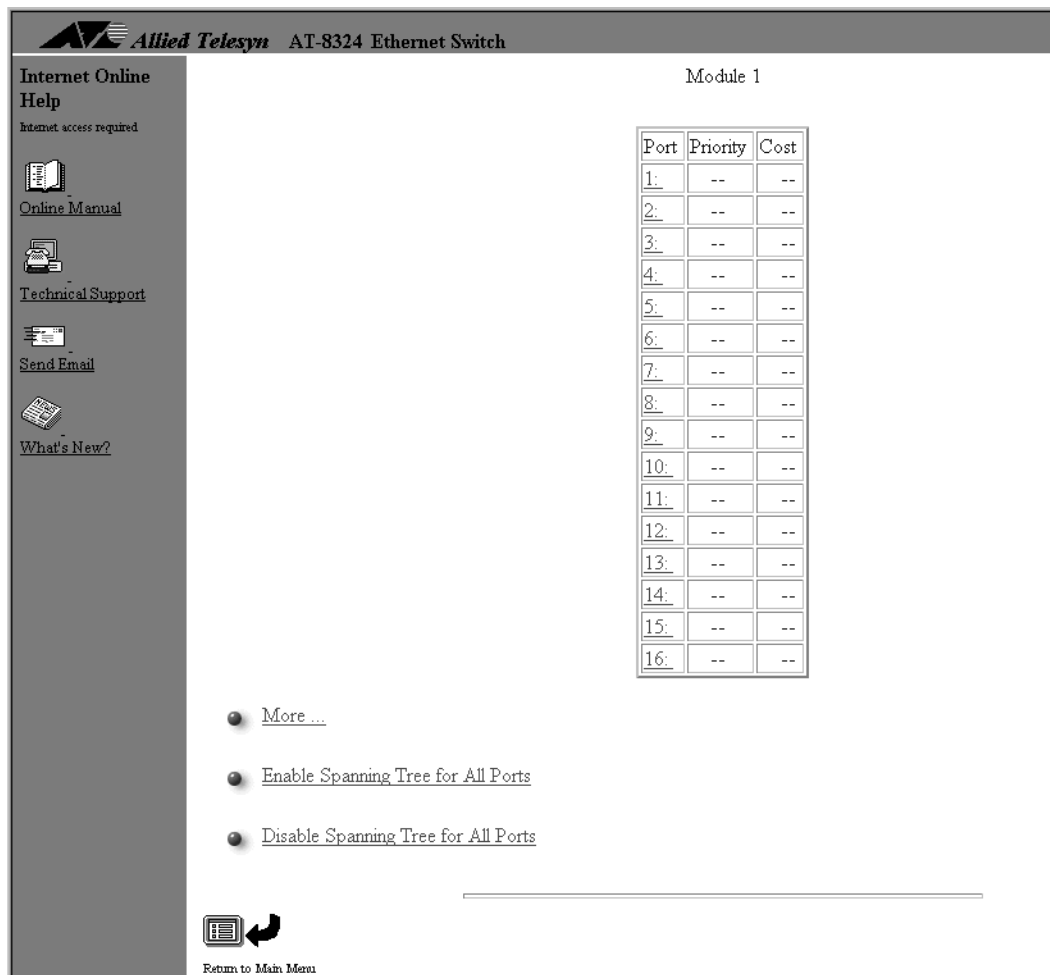 Allied Telesyn AT-8324 Ethernet Switch
Internet Online
Help
Internet access required
Online Manual
Technical Support
Send Email
What's New?
Module 1
Port Priority Cost
1: -- --
2: -- --
3: -- --
4: -- --
5: -- --
6: -- --
7: -- --
8: -- --
9: -- --
10: -- --
11: -- --
12: -- --
13: -- --
14: -- --
15: -- --
16: -- --
More ...
Enable Spanning Tree for All Ports
Disable Spanning Tree for All Ports
Return to Main Menu